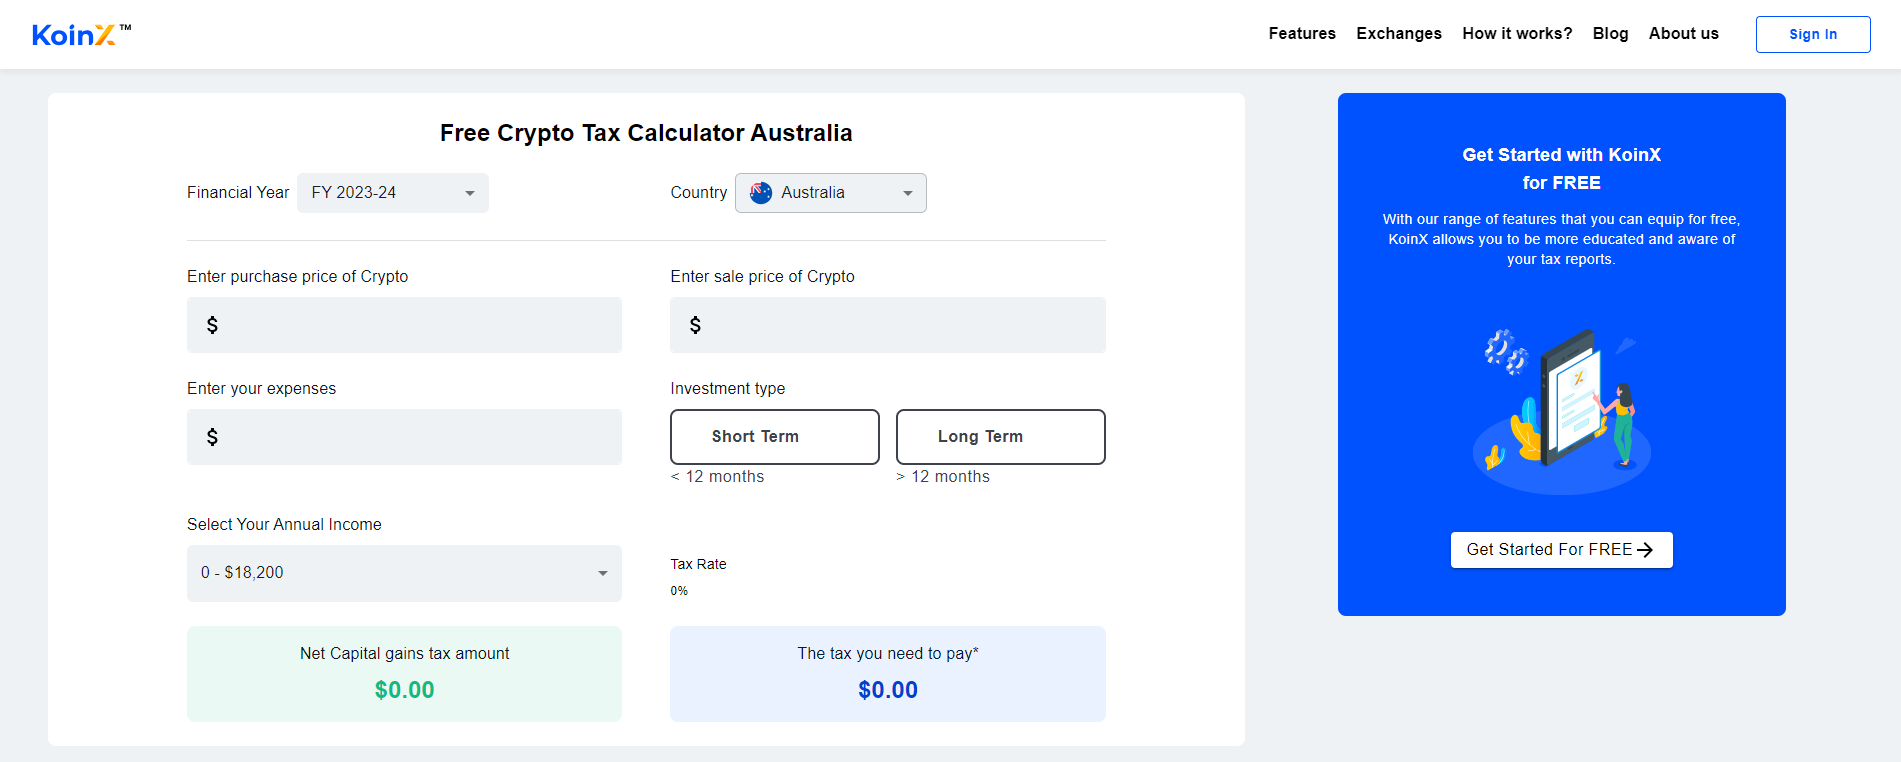 KoinX™
Features Exchanges How it works? Blog About us Sign In
Free Crypto Tax Calculator Australia
Financial Year FY 2023-24
Country Australia
Enter purchase price of Crypto
$
Enter sale price of Crypto
$
Enter your expenses
$
Investment type
Short Term
< 12 months
Long Term
> 12 months
Select Your Annual Income
0 - $18,200
Tax Rate
0%
Net Capital gains tax amount
$0.00
The tax you need to pay*
$0.00
Get Started with KoinX
for FREE
With our range of features that you can equip for free,
KoinX allows you to be more educated and aware of
your tax reports.
Get Started For FREE